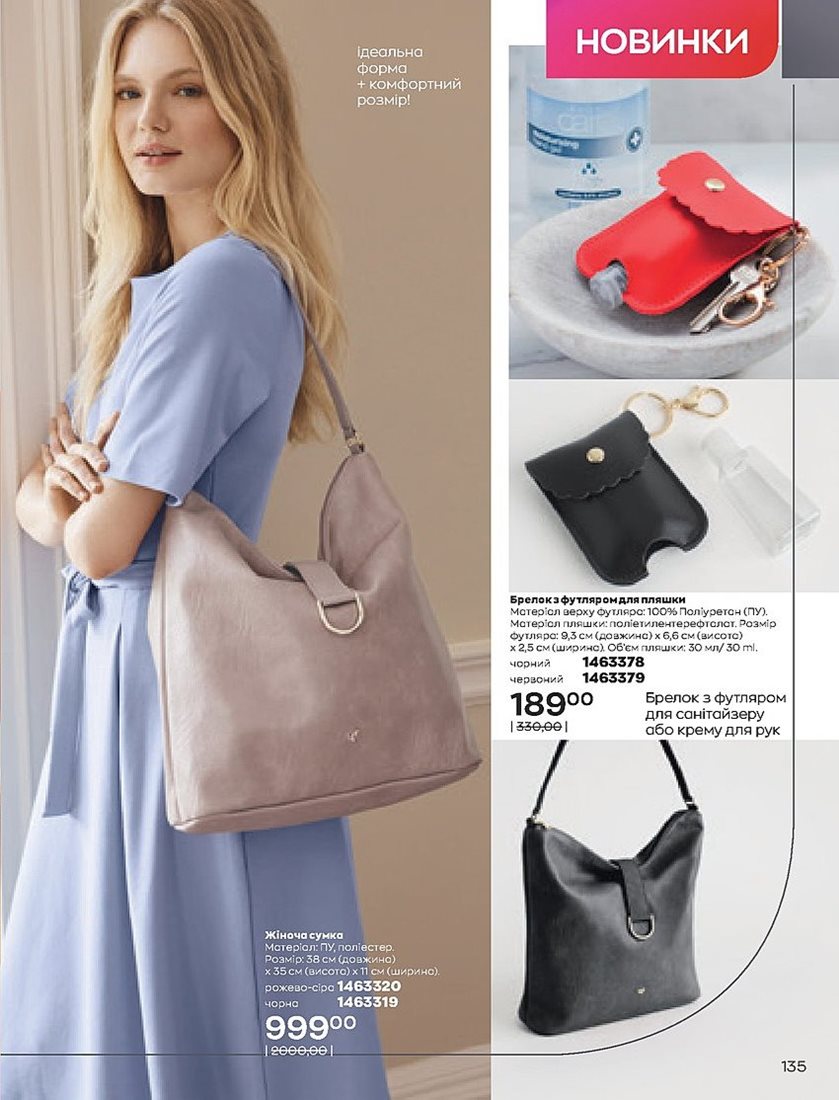 ідеальна
форма
+ комфортний
розмір!
НОВИНКИ
care
moisturising
hand gel
Брелок з футляром для пляшки
Матеріал верху футляра: 100% Поліуретан (ПУ).
Матеріал пляшки: поліетилентерефталат. Розмір
футляра: 9,3 см (довжина) х 6,6 см (висота)
х 2,5 см (ширина). Об'єм пляшки: 30 мл/ 30 ml.
чорний 1463378
червоний 1463379
189⁰⁰
| 330,00 |
Брелок з футляром
для санітайзеру
або крему для рук
Жіноча сумка
Матеріал: ПУ, поліестер.
Розмір: 38 см (довжина)
х 35 см (висота) х 11 см (ширина).
рожево-сіра 1463320
чорна 1463319
999⁰⁰
| 2000,00 |
135